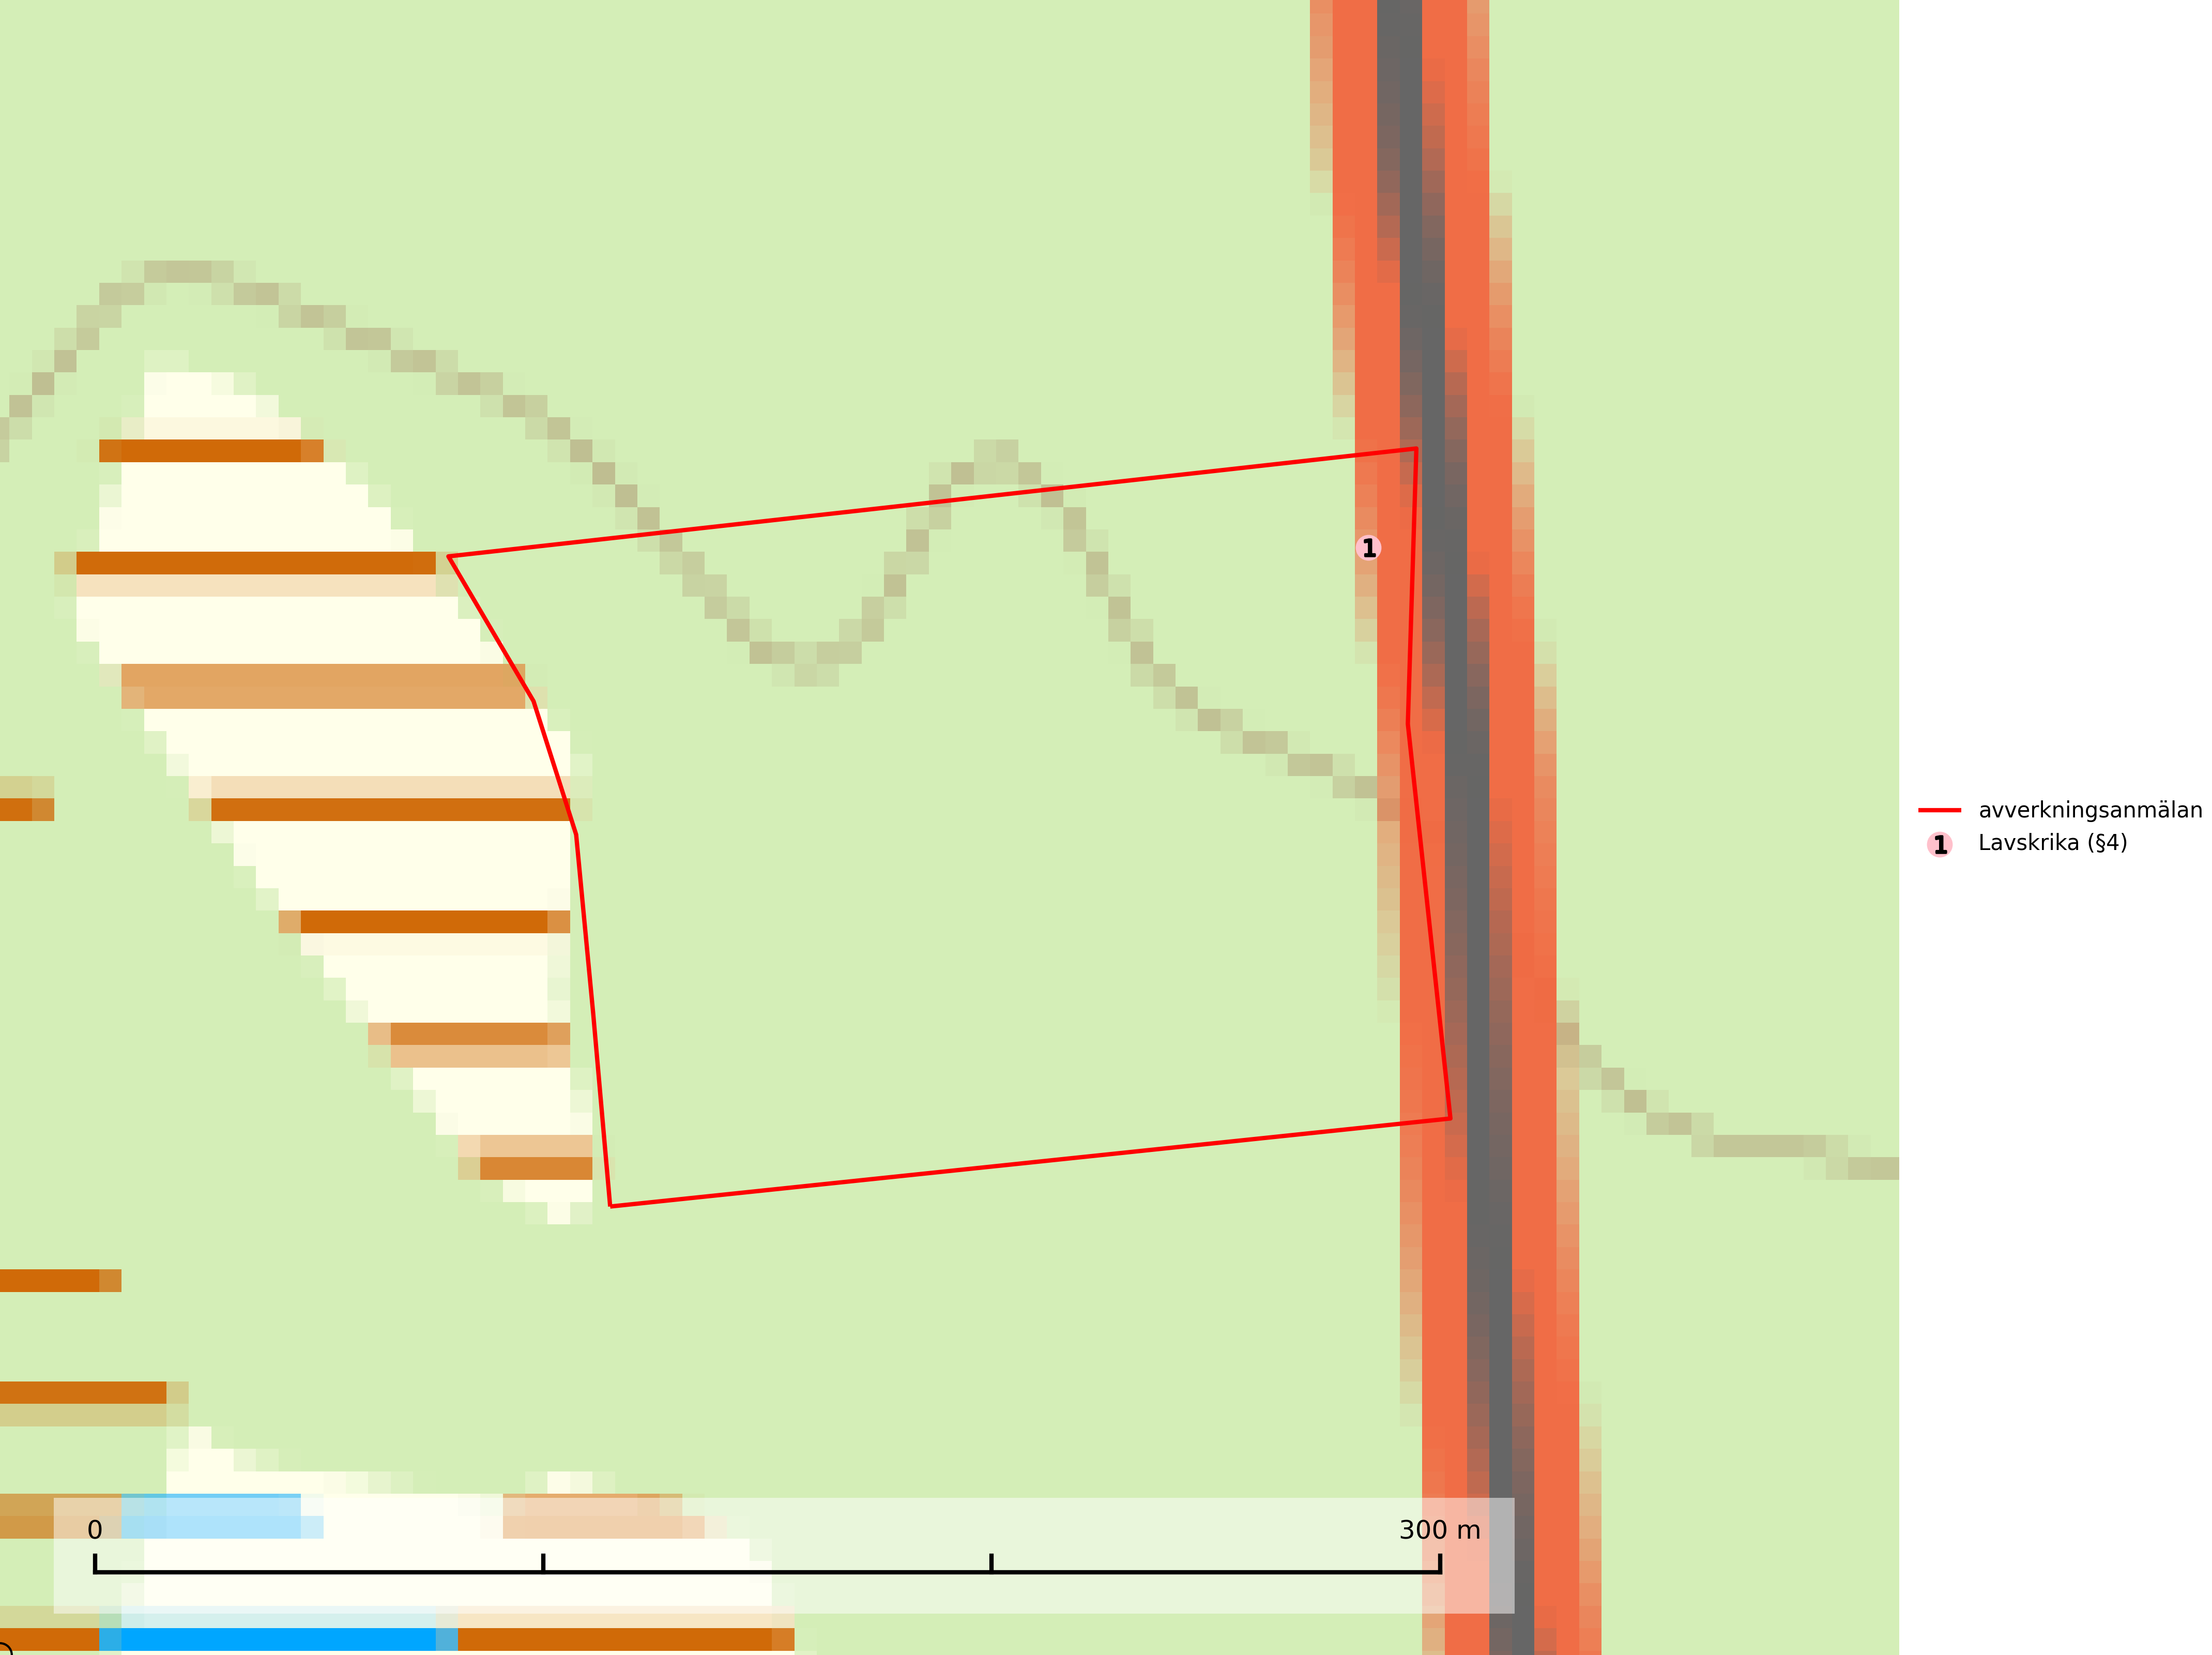 1
avverkningsanmälan
1 Lavskrika (§4)
0 300 m